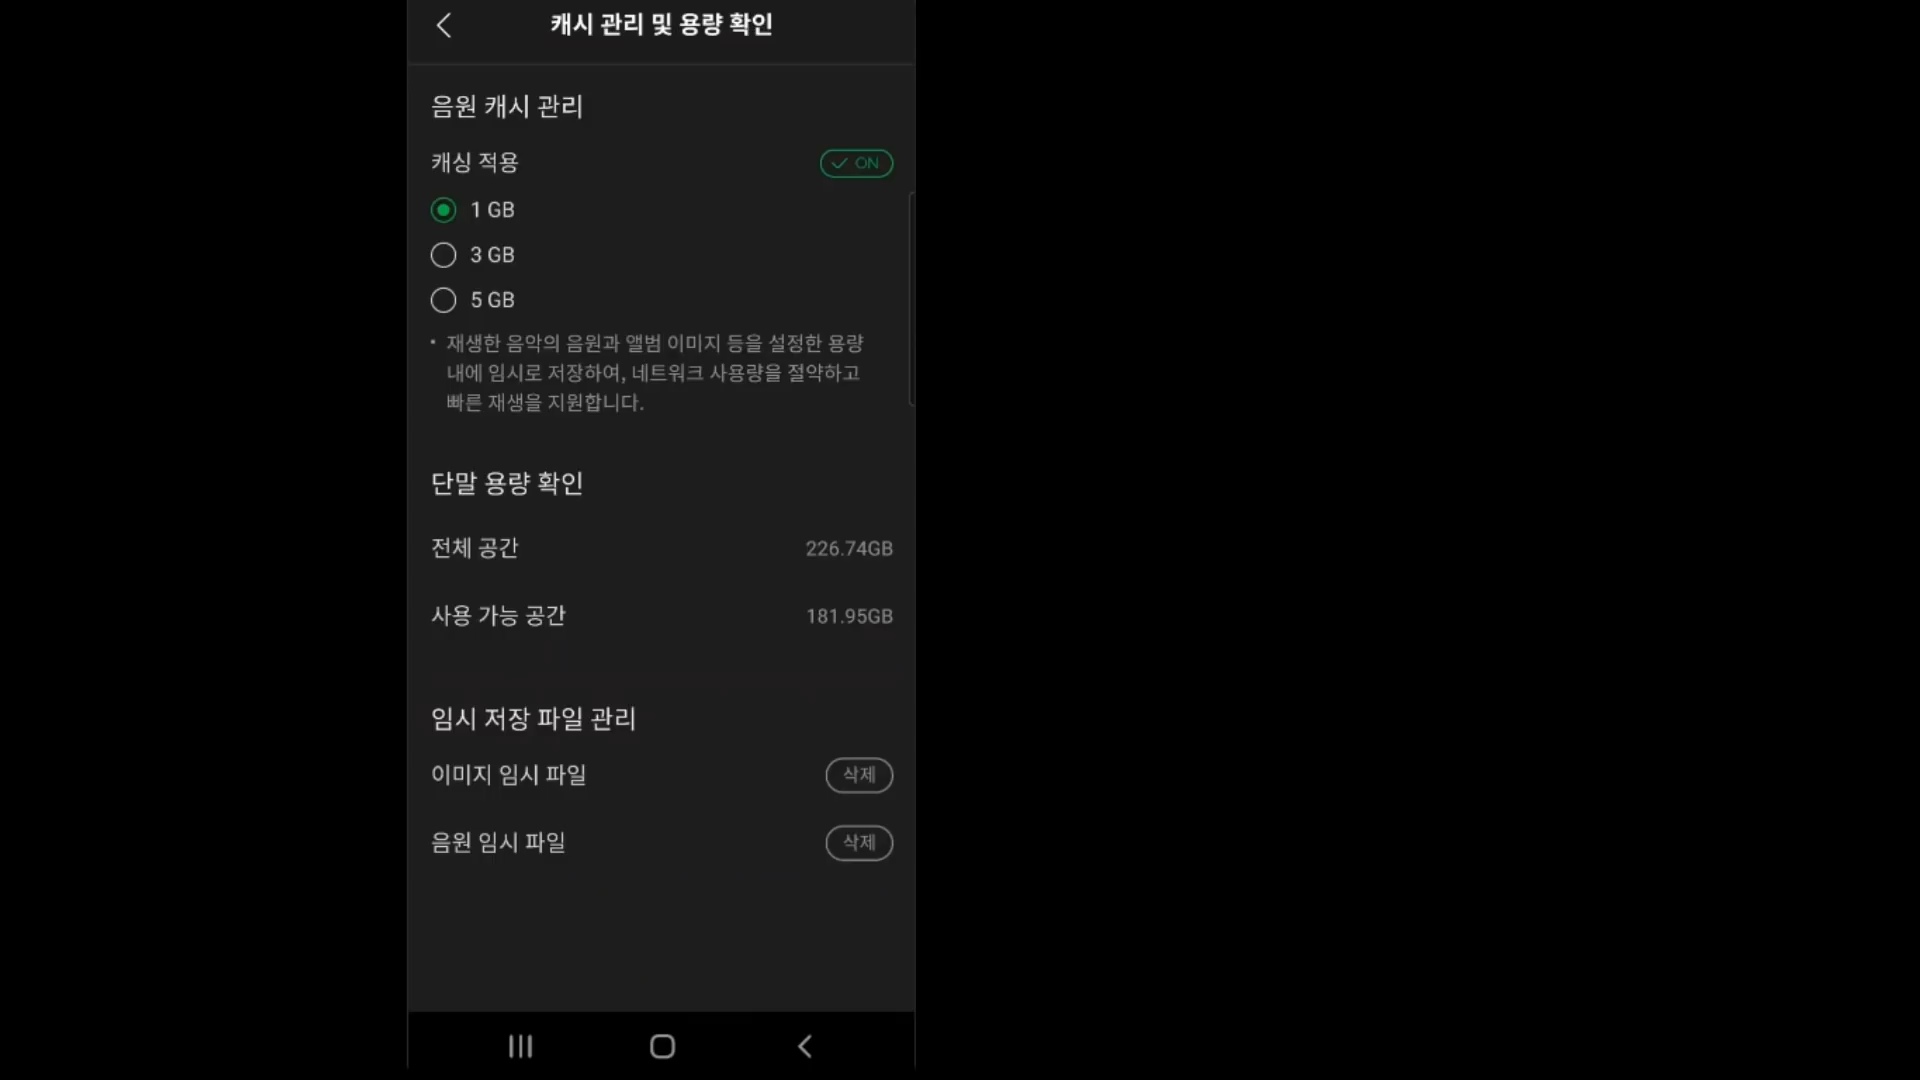 캐시 관리 및 용량 확인
음원 캐시 관리
캐싱 적용 ON
1 GB
3 GB
5 GB
• 재생한 음악의 음원과 앨범 이미지 등을 설정한 용량
내에 임시로 저장하여, 네트워크 사용량을 절약하고
빠른 재생을 지원합니다.
단말 용량 확인
전체 공간 226.74GB
사용 가능 공간 181.95GB
임시 저장 파일 관리
이미지 임시 파일 삭제
음원 임시 파일 삭제